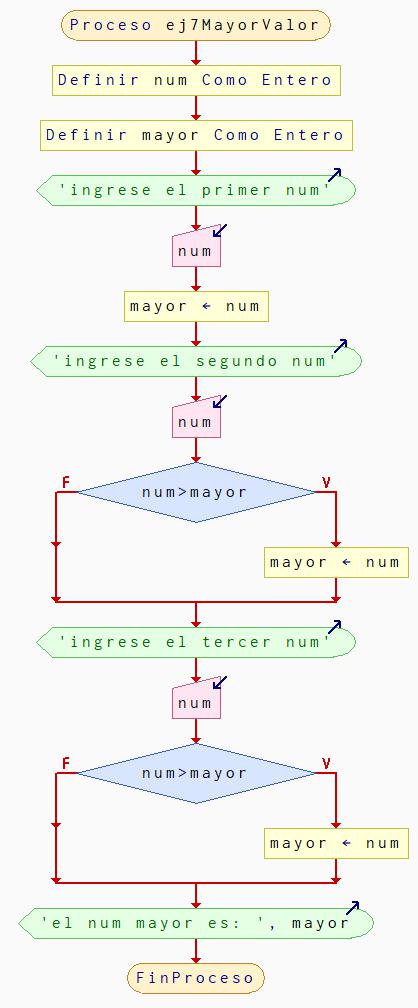 Proceso ej7MayorValor
Definir num Como Entero
Definir mayor Como Entero
'ingrese el primer num'
num
mayor ← num
'ingrese el segundo num'
num
F
V
num>mayor
mayor ← num
'ingrese el tercer num'
num
F
V
num>mayor
mayor ← num
'el num mayor es: ', mayor
FinProceso